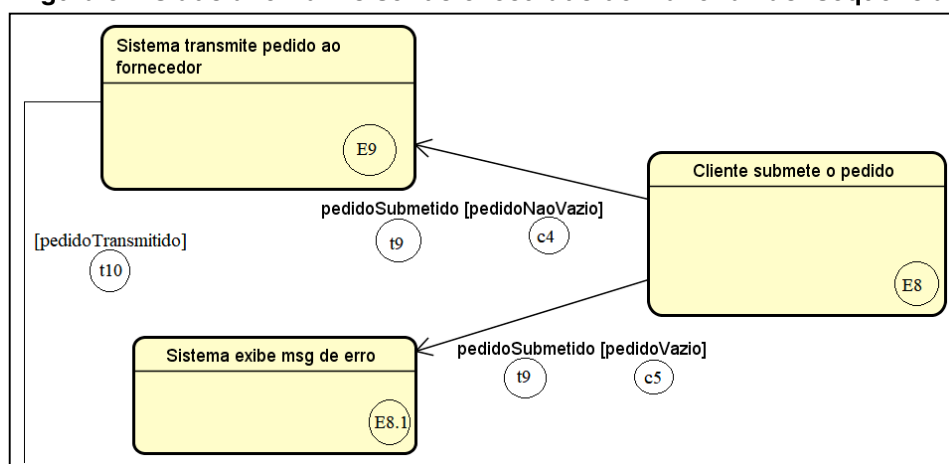 Sistema transmite pedido ao
fornecedor
E9
Cliente submete o pedido
E8
pedidoSubmetido [pedidoNaoVazio]
t9
c4
[pedidoTransmitido]
t10
Sistema exibe msg de erro
E8.1
pedidoSubmetido [pedidoVazio]
t9
c5